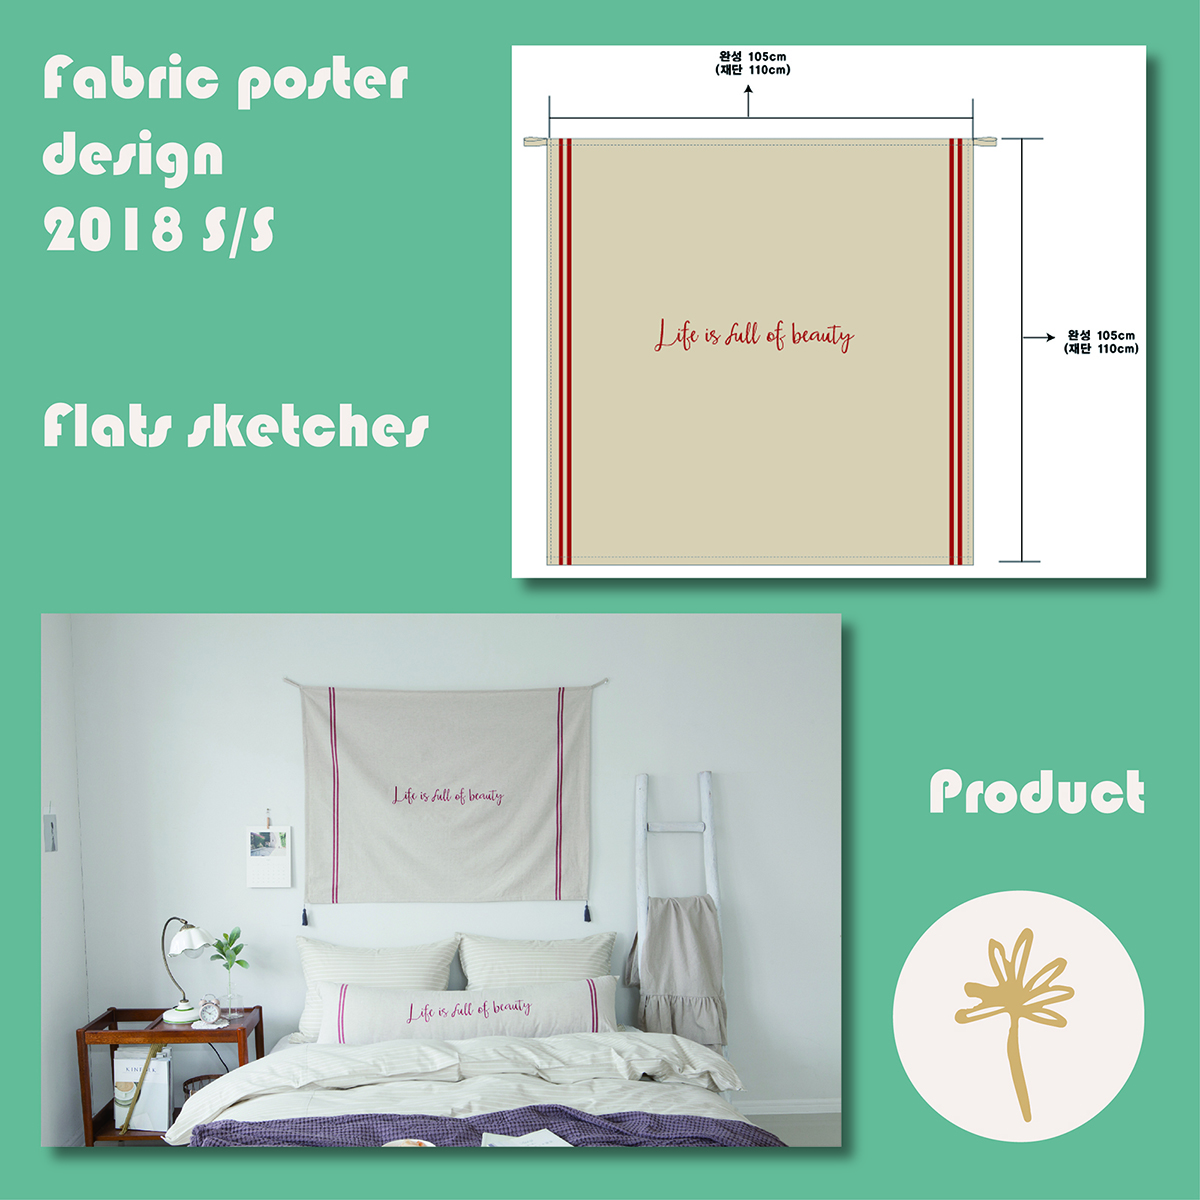 Fabric poster
design
2018 S/S
Flats sketches
완성 105cm
(재단 110cm)
Life is full of beauty
완성 105cm
(재단 110cm)
Life is full of beauty
Life is full of beauty
Product